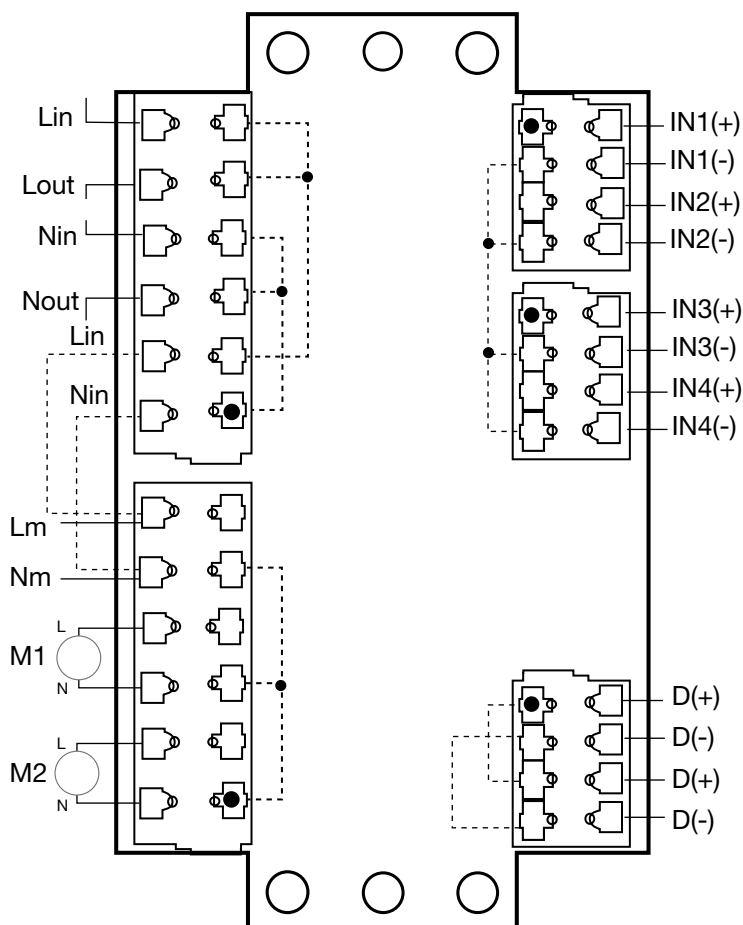 Lin
Lout
Nin
Nout
Lin
Nin
Lm
Nm
L
M1
N
L
M2
N
IN1(+)
IN1(-)
IN2(+)
IN2(-)
IN3(+)
IN3(-)
IN4(+)
IN4(-)
D(+)
D(-)
D(+)
D(-)